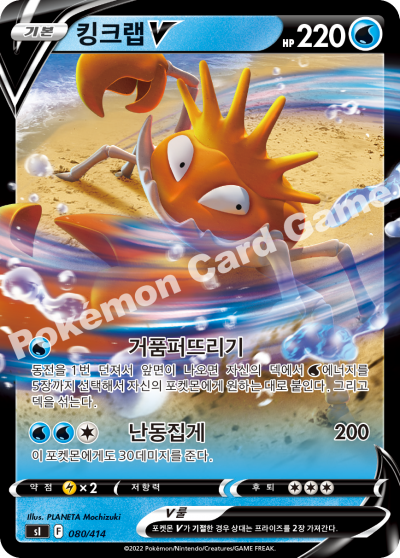 기본 킹크랩 V HP 220
Pokémon Card Game
거품퍼뜨리기
동전을 1번 던져서 앞면이 나오면 자신의 덱에서 에너지를
5장까지 선택해서 자신의 포켓몬에게 원하는 대로 붙인다. 그리고
덱을 섞는다.
난동집게 200
이 포켓몬에게도 30데미지를 준다.
약점 ×2 저항력 후퇴
Illus. PLANETA Mochizuki
V룰
sI F 080/414
포켓몬 V가 기절한 경우 상대는 프라이즈를 2장 가져간다.
©2022 Pokémon/Nintendo/Creatures/GAME FREAK.